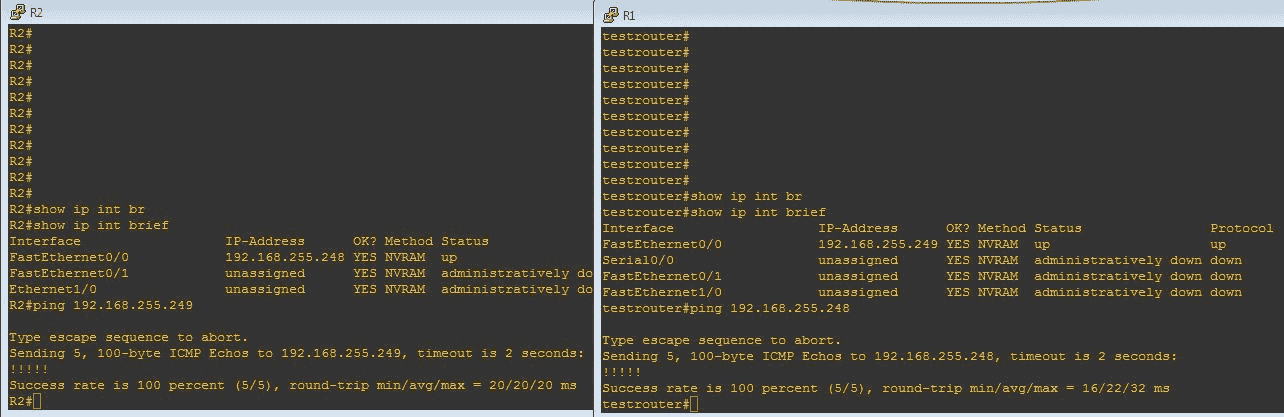 R2
R2#
R2#
R2#
R2#
R2#
R2#
R2#
R2#
R2#
R2#
R2#
R2#show ip int br
R2#show ip int brief
Interface IP-Address OK? Method Status
FastEthernet0/0 192.168.255.248 YES NVRAM up
FastEthernet0/1 unassigned YES NVRAM administratively do
Ethernet1/0 unassigned YES NVRAM administratively do
R2#ping 192.168.255.249
Type escape sequence to abort.
Sending 5, 100-byte ICMP Echos to 192.168.255.249, timeout is 2 seconds:
!!!!!
Success rate is 100 percent (5/5), round-trip min/avg/max = 20/20/20 ms
R2#
R1
testrouter#
testrouter#
testrouter#
testrouter#
testrouter#
testrouter#
testrouter#
testrouter#
testrouter#
testrouter#
testrouter#show ip int br
testrouter#show ip int brief
Interface IP-Address OK? Method Status Protocol
FastEthernet0/0 192.168.255.249 YES NVRAM up up
Serial0/0 unassigned YES NVRAM administratively down down
FastEthernet0/1 unassigned YES NVRAM administratively down down
FastEthernet1/0 unassigned YES NVRAM administratively down down
testrouter#ping 192.168.255.248
Type escape sequence to abort.
Sending 5, 100-byte ICMP Echos to 192.168.255.248, timeout is 2 seconds:
!!!!!
Success rate is 100 percent (5/5), round-trip min/avg/max = 16/22/32 ms
testrouter#